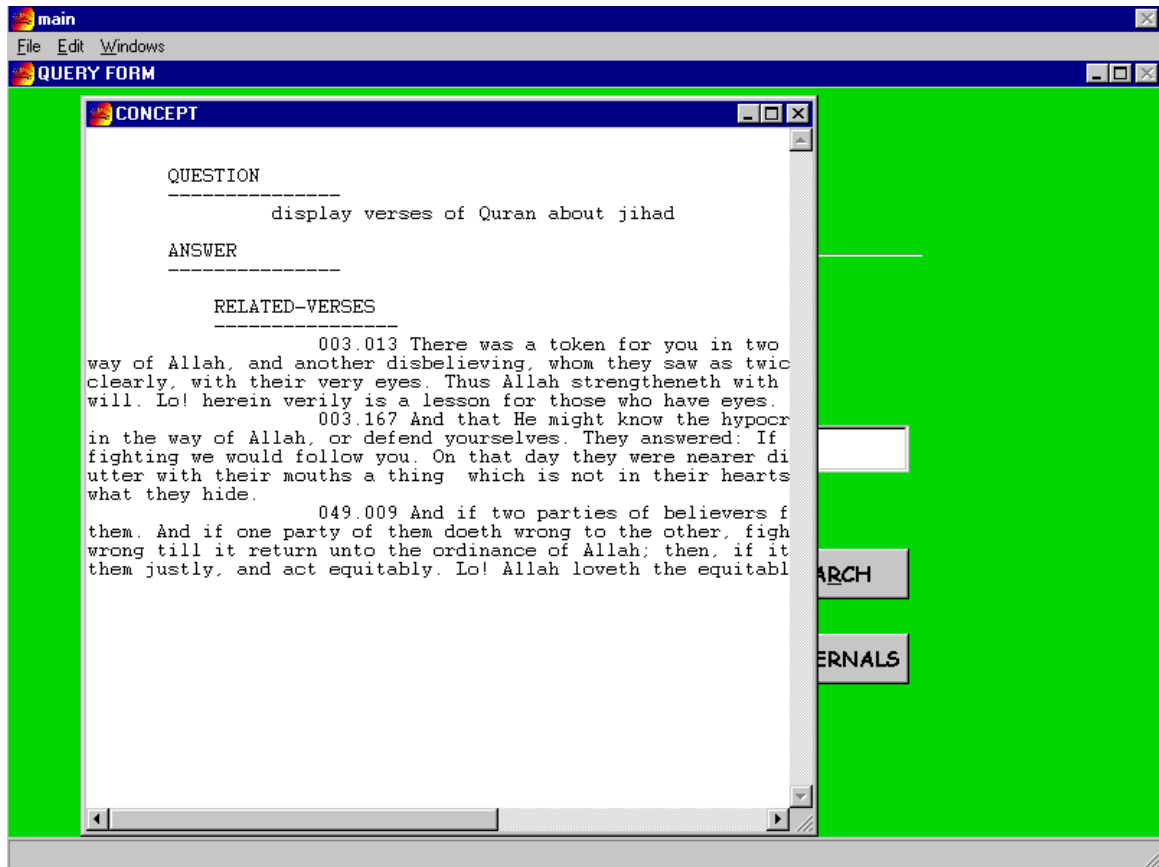 main
File Edit Windows
QUERY FORM
CONCEPT
QUESTION
---------------
display verses of Quran about jihad
ANSWER
---------------
RELATED-VERSES
----------------
003.013 There was a token for you in two
way of Allah, and another disbelieving, whom they saw as twic
clearly, with their very eyes. Thus Allah strengtheneth with
will. Lo! herein verily is a lesson for those who have eyes.
003.167 And that He might know the hypocr
in the way of Allah, or defend yourselves. They answered: If
fighting we would follow you. On that day they were nearer di
utter with their mouths a thing which is not in their hearts
what they hide.
049.009 And if two parties of believers f
them. And if one party of them doeth wrong to the other, figh
wrong till it return unto the ordinance of Allah; then, if it
them justly, and act equitably. Lo! Allah loveth the equitabl
ARCH
ERNALS